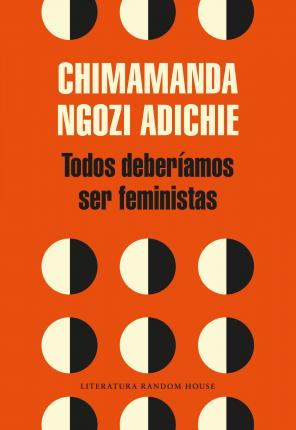 CHIMAMANDA
NGOZI ADICHIE
Todos deberíamos
ser feministas
LITERATURA RANDOM HOUSE